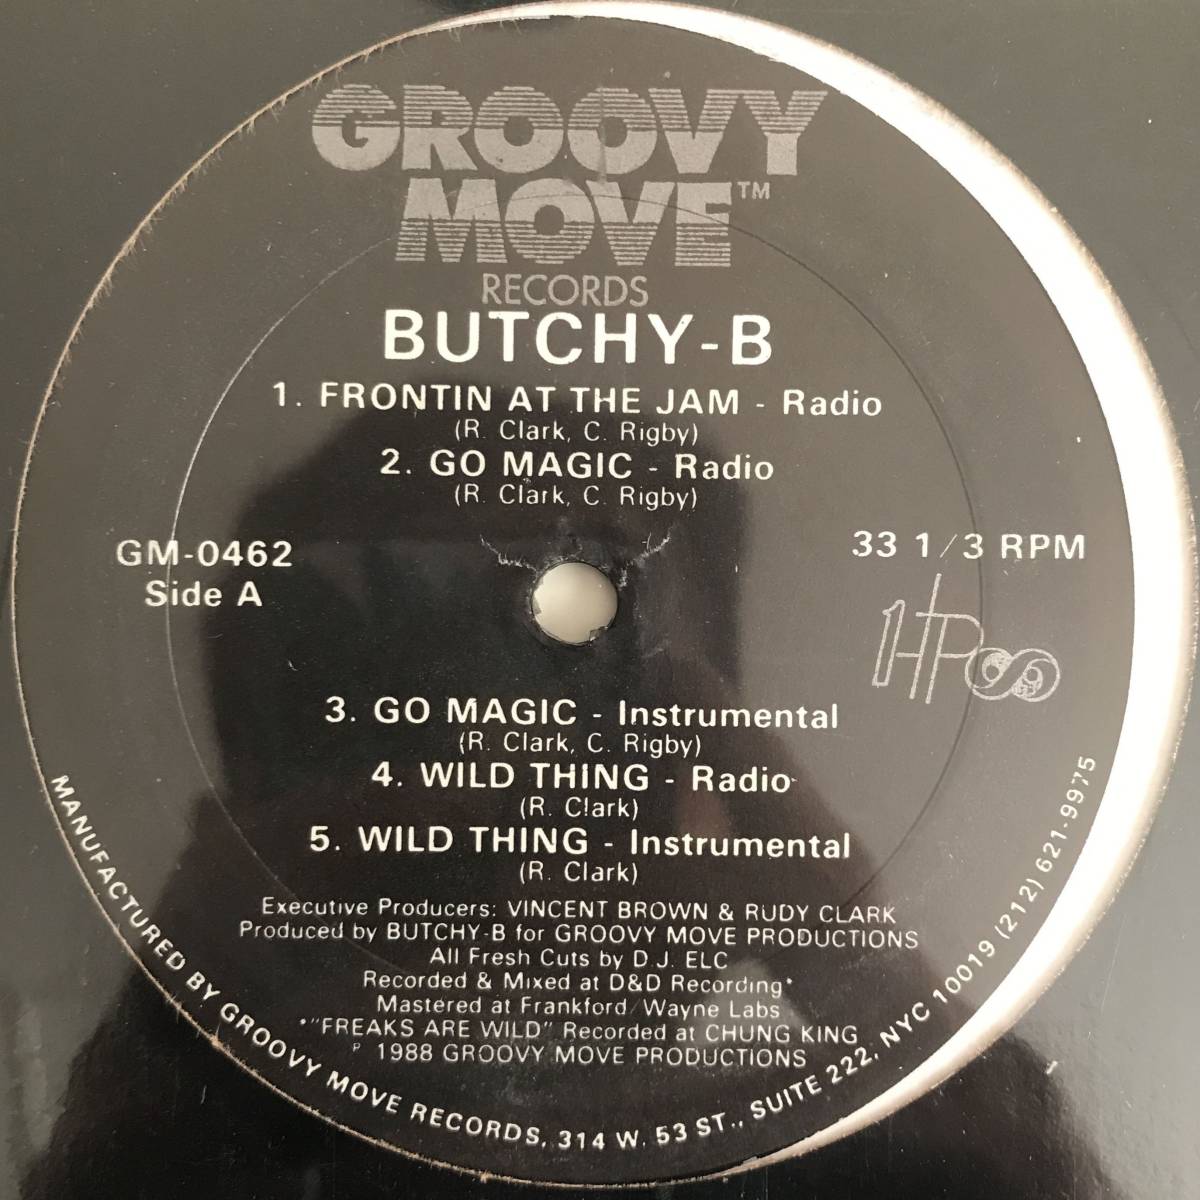 GROOVY
MOVE™
RECORDS
BUTCHY-B
1. FRONTIN AT THE JAM - Radio
(R. Clark, C. Rigby)
2. GO MAGIC - Radio
(R. Clark, C. Rigby)
GM-0462
Side A
33 1/3 RPM
3. GO MAGIC - Instrumental
(R. Clark, C. Rigby)
4. WILD THING - Radio
(R. Clark)
5. WILD THING - Instrumental
(R. Clark)
Executive Producers: VINCENT BROWN & RUDY CLARK
Produced by BUTCHY-B for GROOVY MOVE PRODUCTIONS
All Fresh Cuts by D.J. ELC
Recorded & Mixed at D&D Recording*
Mastered at Frankford/Wayne Labs
*"FREAKS ARE WILD" Recorded at CHUNG KING
℗ 1988 GROOVY MOVE PRODUCTIONS
MANUFACTURED BY GROOVY MOVE RECORDS, 314 W. 53 ST., SUITE 222, NYC 10019 (212) 621-9975